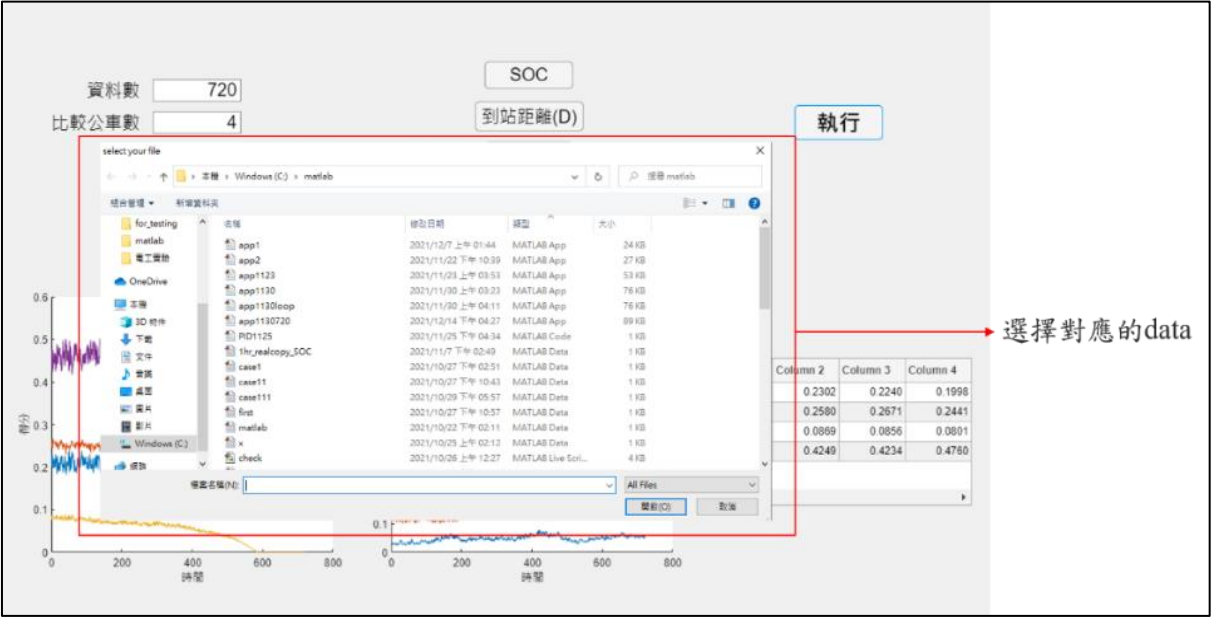 SOC
資料數 720
到站距離(D)
比較公車數 4
執行
select your file
本機 › Windows (C:) › matlab
搜尋 matlab
組合管理 新增資料夾
名稱 修改日期 類型 大小
for_testing
matlab
電工實驗
OneDrive
本機
3D 物件
下載
文件
音樂
桌面
圖片
影片
Windows (C:)
網路
app1 2021/12/7 上午 01:44 MATLAB App 24 KB
app2 2021/11/22 下午 10:39 MATLAB App 27 KB
app1123 2021/11/23 上午 03:53 MATLAB App 53 KB
app1130 2021/11/30 上午 03:23 MATLAB App 76 KB
app1130loop 2021/11/30 上午 04:11 MATLAB App 76 KB
app1130720 2021/12/14 下午 04:27 MATLAB App 89 KB
PID1125 2021/11/25 下午 04:34 MATLAB Code 1 KB
1hr_realcopy_SOC 2021/11/7 下午 02:49 MATLAB Data 1 KB
case1 2021/10/27 下午 02:51 MATLAB Data 1 KB
case11 2021/10/27 下午 10:43 MATLAB Data 1 KB
case111 2021/10/29 下午 05:57 MATLAB Data 1 KB
first 2021/10/27 下午 10:57 MATLAB Data 1 KB
matlab 2021/10/22 下午 02:11 MATLAB Data 1 KB
x 2021/10/25 上午 02:12 MATLAB Data 1 KB
check 2021/10/26 上午 12:27 MATLAB Live Scri... 4 KB
檔案名稱(N): All Files
開啟(O) 取消
選擇對應的data
Column 2 Column 3 Column 4
0.2302 0.2240 0.1998
0.2580 0.2671 0.2441
0.0869 0.0856 0.0801
0.4249 0.4234 0.4760
0.6
0.5
0.4
0.3
0.2
0.1
0
得分
0 200 400 600 800
時間
0.1
0
0 200 400 600 800
時間